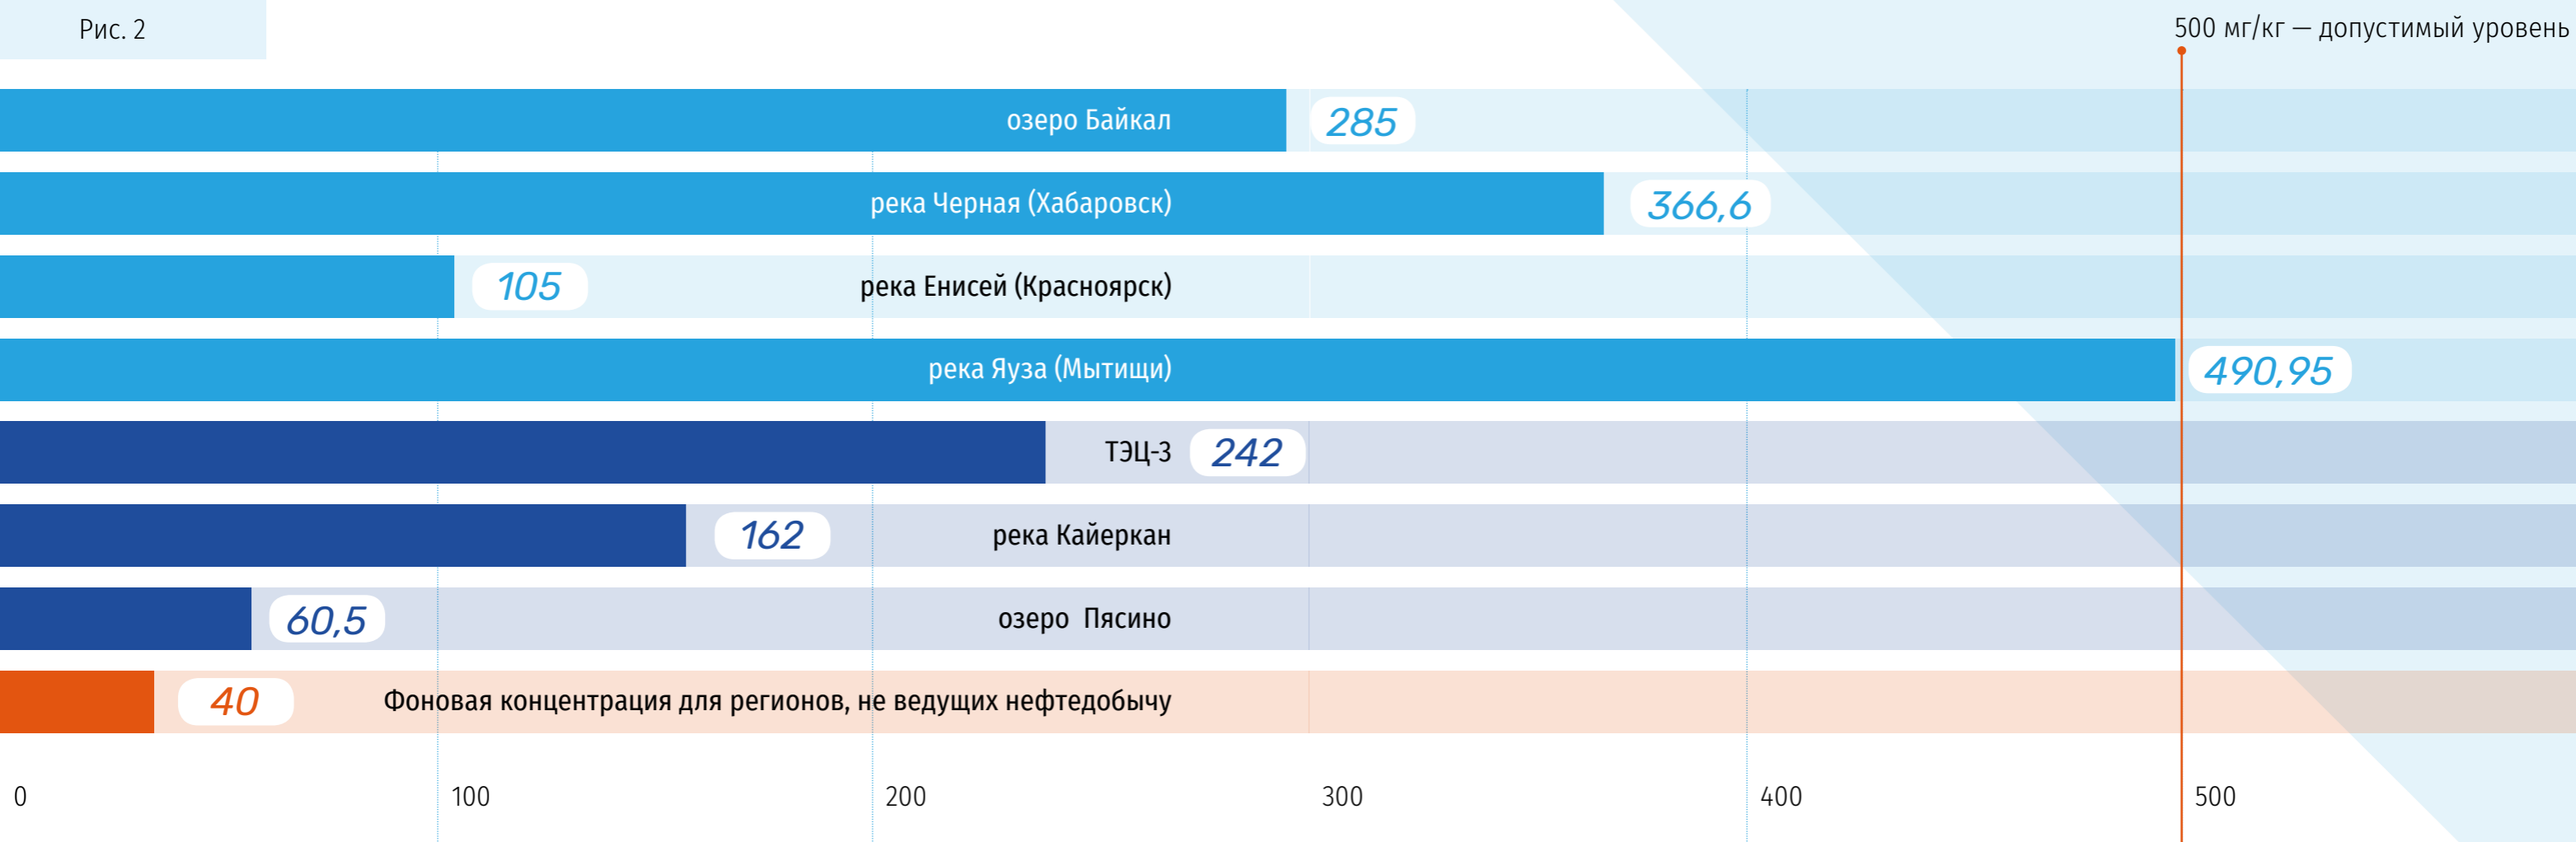 Рис. 2
500 мг/кг — допустимый уровень
озеро Байкал 285
река Черная (Хабаровск) 366,6
105 река Енисей (Красноярск)
река Яуза (Мытищи) 490,95
ТЭЦ-3 242
162 река Кайеркан
60,5 озеро Пясино
40 Фоновая концентрация для регионов, не ведущих нефтедобычу
0 100 200 300 400 500